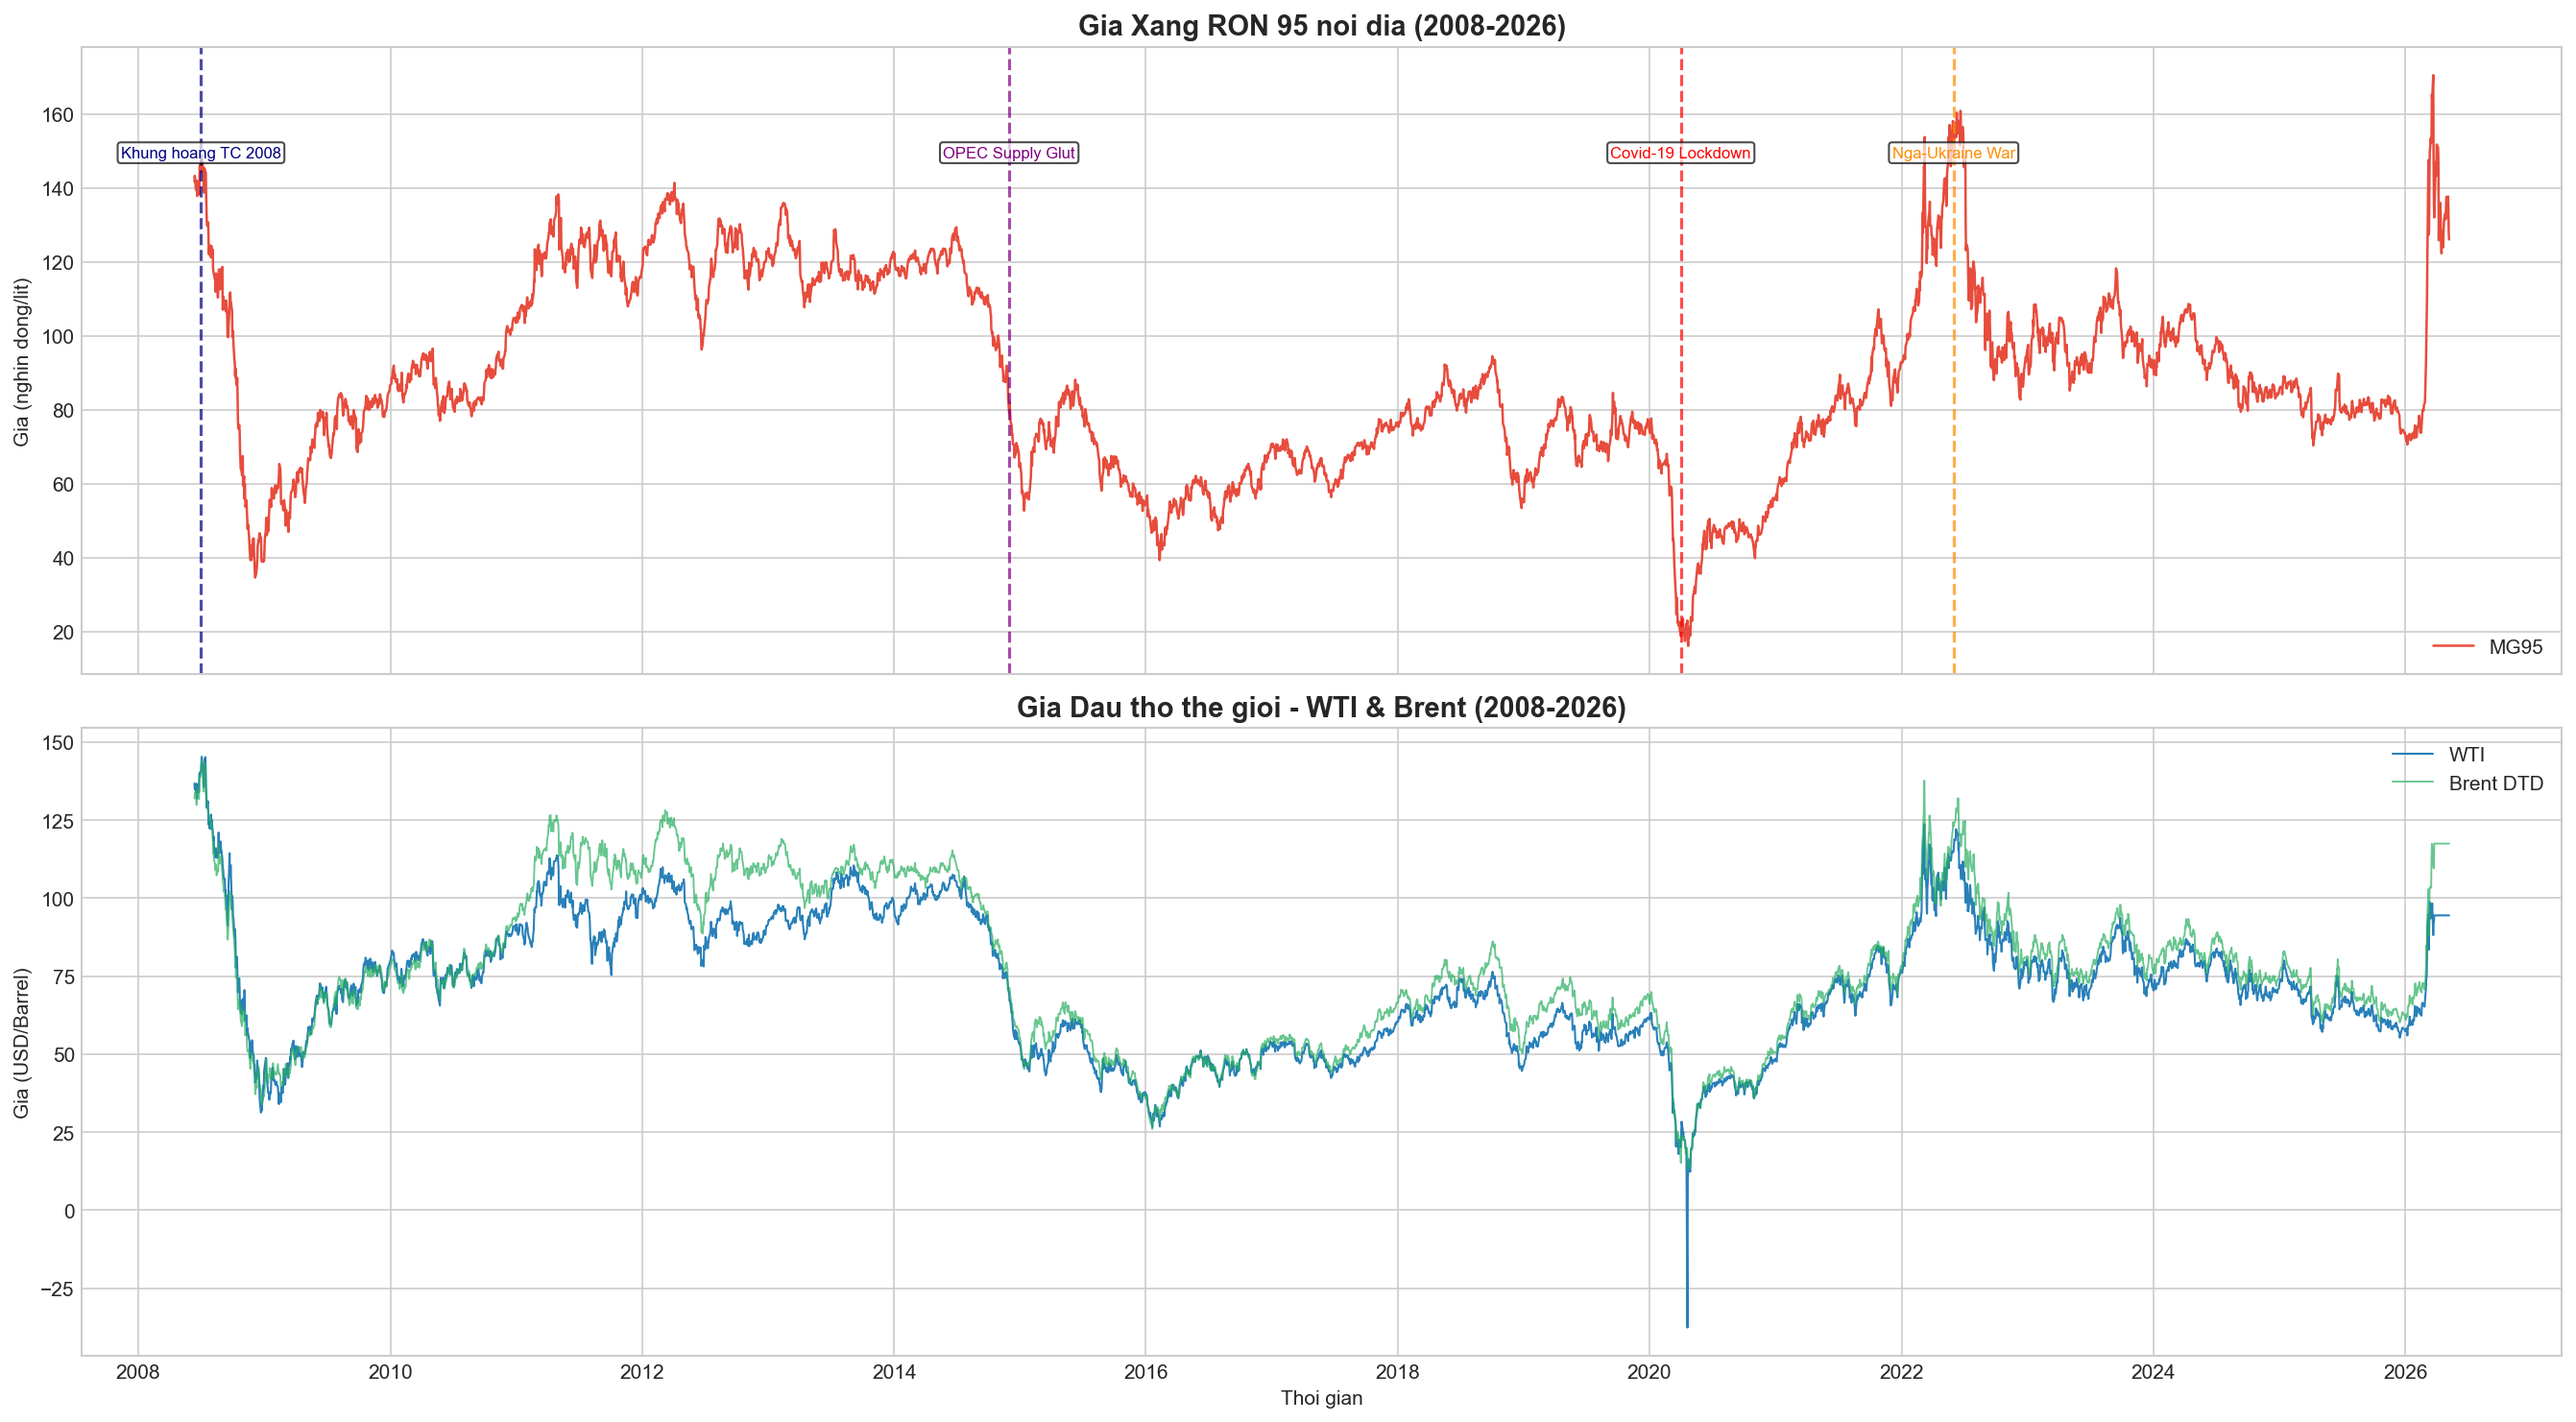 Gia Xang RON 95 noi dia (2008-2026)
Gia (nghin dong/lit)
160
140
120
100
80
60
40
20
Khung hoang TC 2008
OPEC Supply Glut
Covid-19 Lockdown
Nga-Ukraine War
MG95
Gia Dau tho the gioi - WTI & Brent (2008-2026)
Gia (USD/Barrel)
150
125
100
75
50
25
0
−25
WTI
Brent DTD
2008 2010 2012 2014 2016 2018 2020 2022 2024 2026
Thoi gian